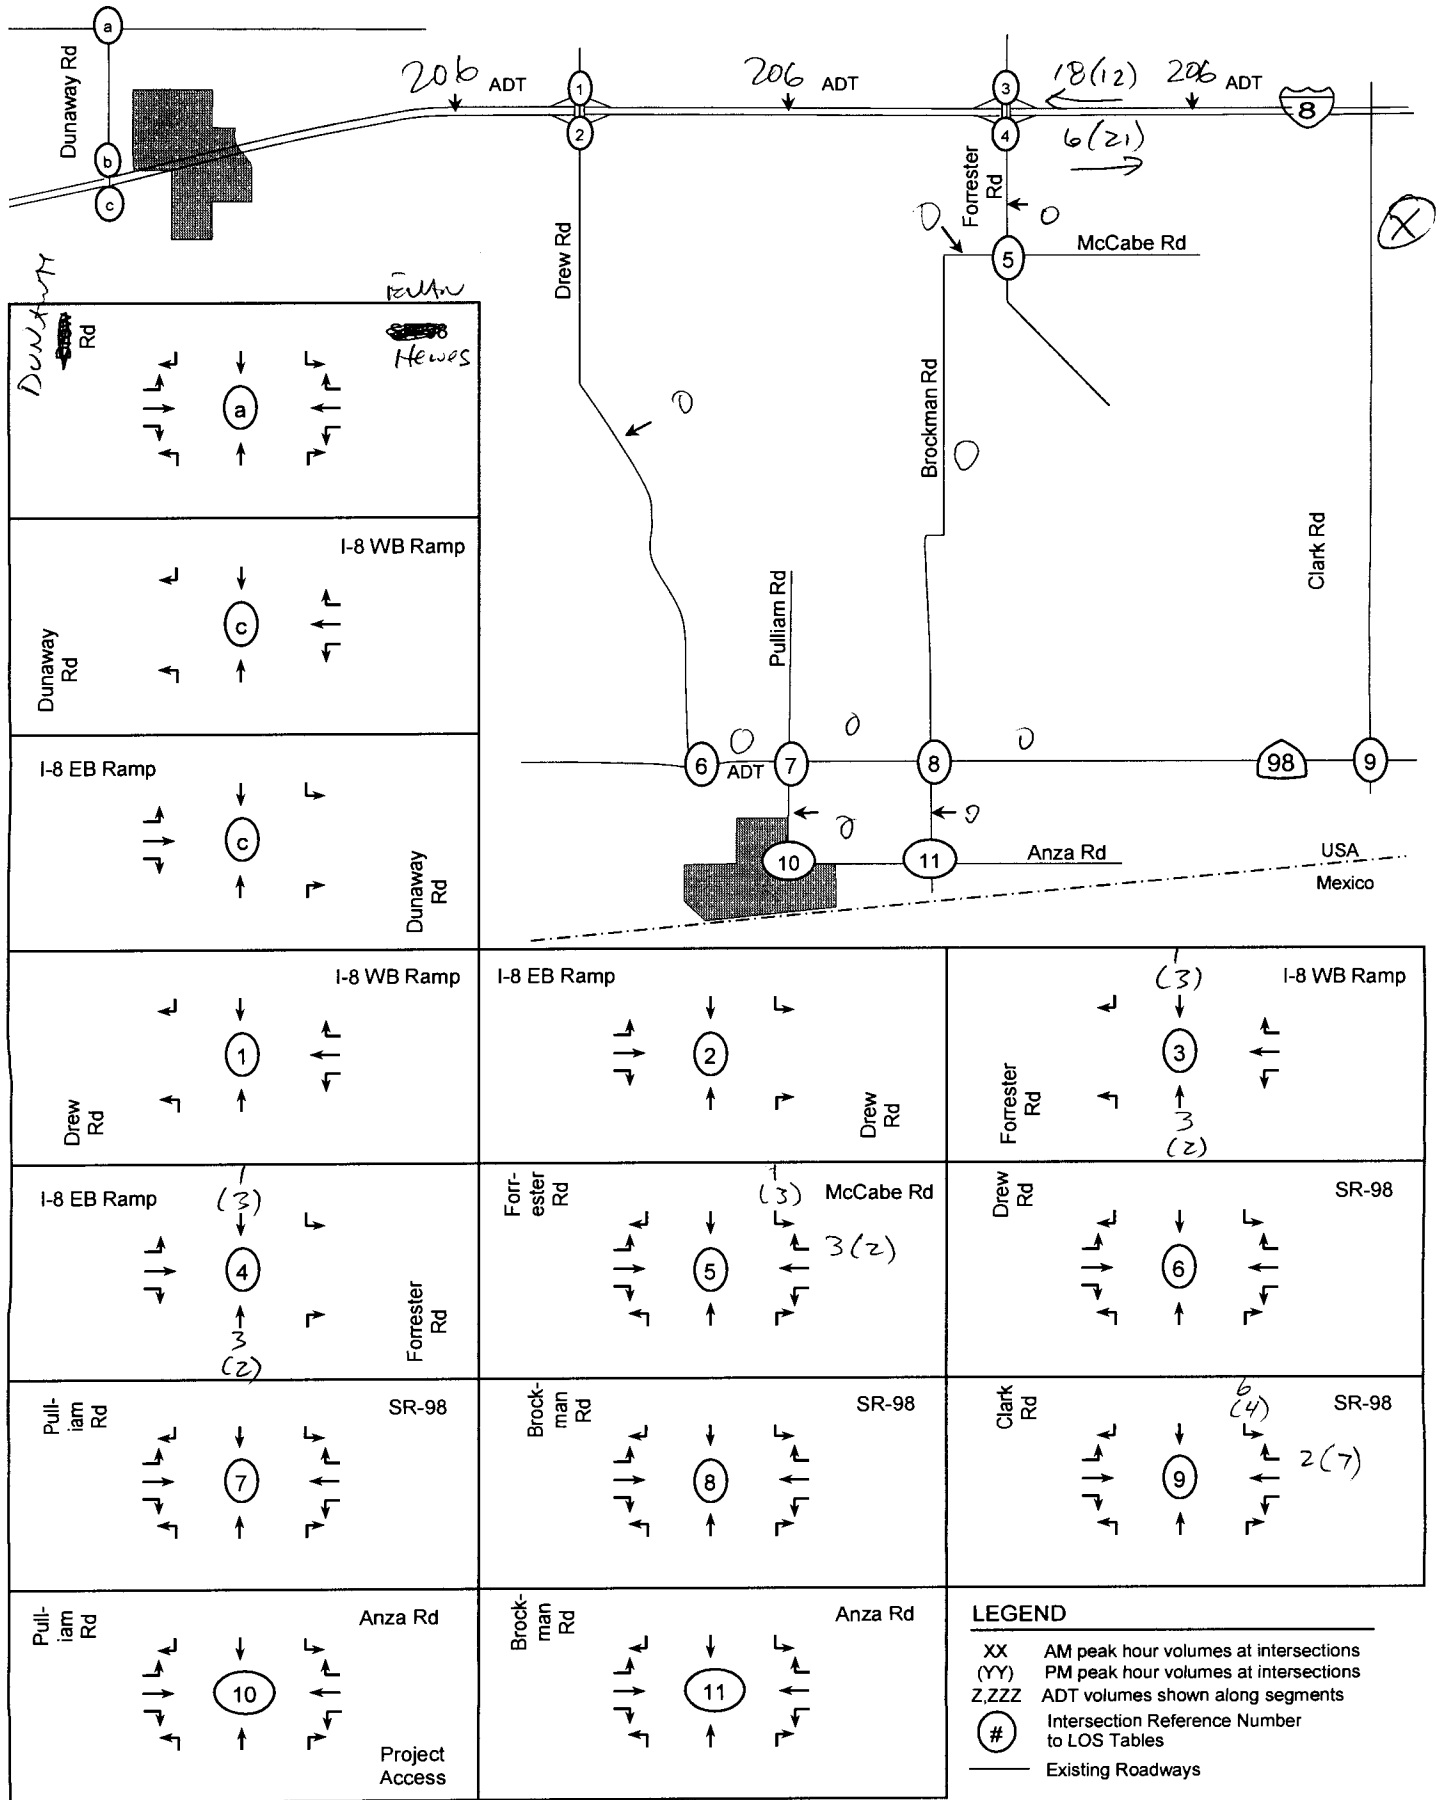 a
Dunaway Rd
b
c
206 ADT
206 ADT
18(12)
206 ADT
8
6(21)
1
2
3
4
Drew Rd
Forrester
Rd
0
0
X
McCabe Rd
5
0
Brockman Rd
0
Clark Rd
Pulliam Rd
0
0
0
6
ADT
7
8
98
9
0
0
10
11
Anza Rd
USA
Mexico
Rd
Evan
Hewes
a
I-8 WB Ramp
c
Dunaway
Rd
I-8 EB Ramp
c
Dunaway
Rd
I-8 WB Ramp
1
Drew
Rd
I-8 EB Ramp
2
Drew
Rd
1
(3)
I-8 WB Ramp
3
Forrester
Rd
3
(2)
I-8 EB Ramp
1
(3)
4
3
(2)
Forrester
Rd
Forr-
ester
Rd
1
(3)
McCabe Rd
3(2)
5
Drew
Rd
SR-98
6
Pull-
iam
Rd
SR-98
7
Brock-
man
Rd
SR-98
8
Clark
Rd
6
(4)
SR-98
2(7)
9
Pull-
iam
Rd
Anza Rd
10
Project
Access
Brock-
man
Rd
Anza Rd
11
LEGEND
XX AM peak hour volumes at intersections
(YY) PM peak hour volumes at intersections
Z,ZZZ ADT volumes shown along segments
# Intersection Reference Number
to LOS Tables
Existing Roadways